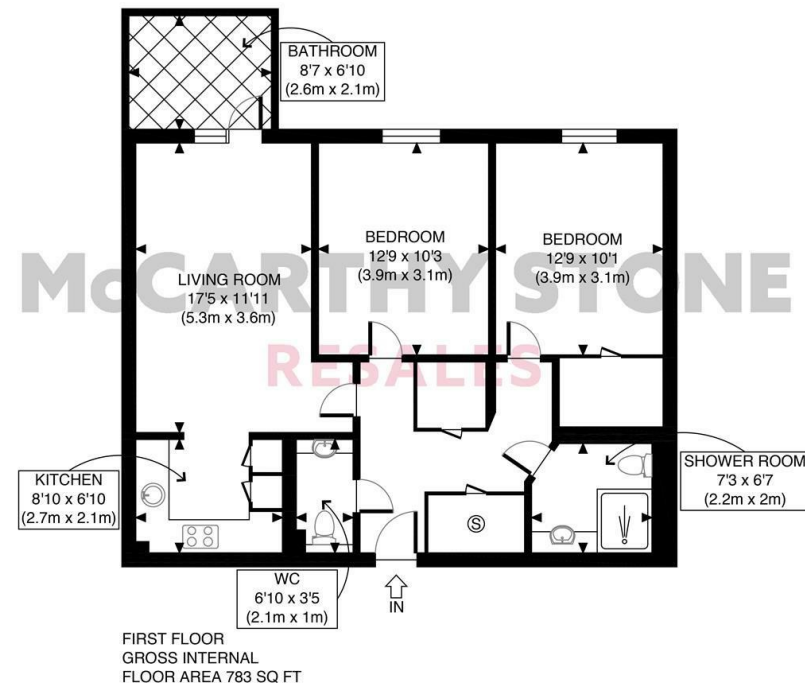 BATHROOM
8'7 x 6'10
(2.6m x 2.1m)
BEDROOM
12'9 x 10'3
(3.9m x 3.1m)
BEDROOM
12'9 x 10'1
(3.9m x 3.1m)
McCARTHY STONE
RESALES
LIVING ROOM
17'5 x 11'11
(5.3m x 3.6m)
KITCHEN
8'10 x 6'10
(2.7m x 2.1m)
SHOWER ROOM
7'3 x 6'7
(2.2m x 2m)
S
WC
6'10 x 3'5
(2.1m x 1m)
IN
FIRST FLOOR
GROSS INTERNAL
FLOOR AREA 783 SQ FT